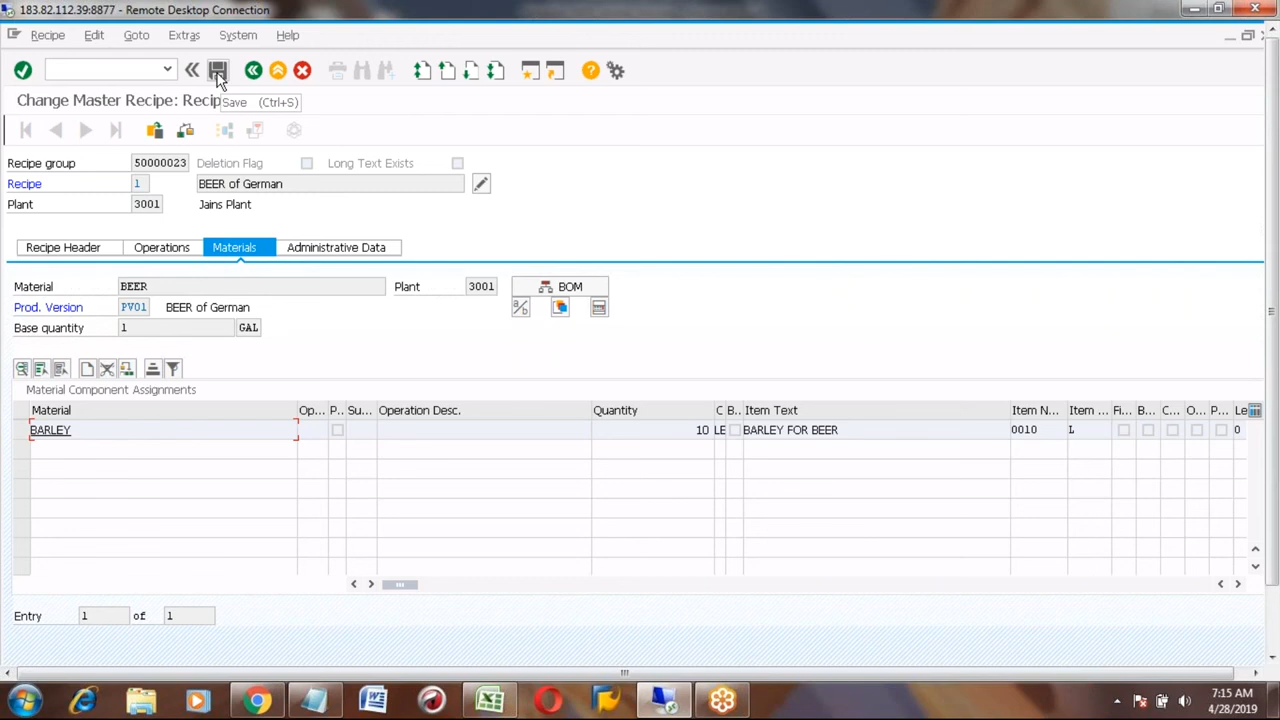 183.82.112.39:8877 - Remote Desktop Connection
Recipe Edit Goto Extras System Help
Change Master Recipe: Recip
Save (Ctrl+S)
Recipe group 50000023 Deletion Flag Long Text Exists
Recipe 1 BEER of German
Plant 3001 Jains Plant
Recipe Header Operations Materials Administrative Data
Material BEER Plant 3001 BOM
Prod. Version PV01 BEER of German
Base quantity 1 GAL
Material Component Assignments
Material Op... P.. Su... Operation Desc. Quantity C B.. Item Text Item N... Item ... Fi... B... C... O... P... Le
BARLEY 10 LE BARLEY FOR BEER 0010 L 0
Entry 1 of 1
7:15 AM
4/28/2019